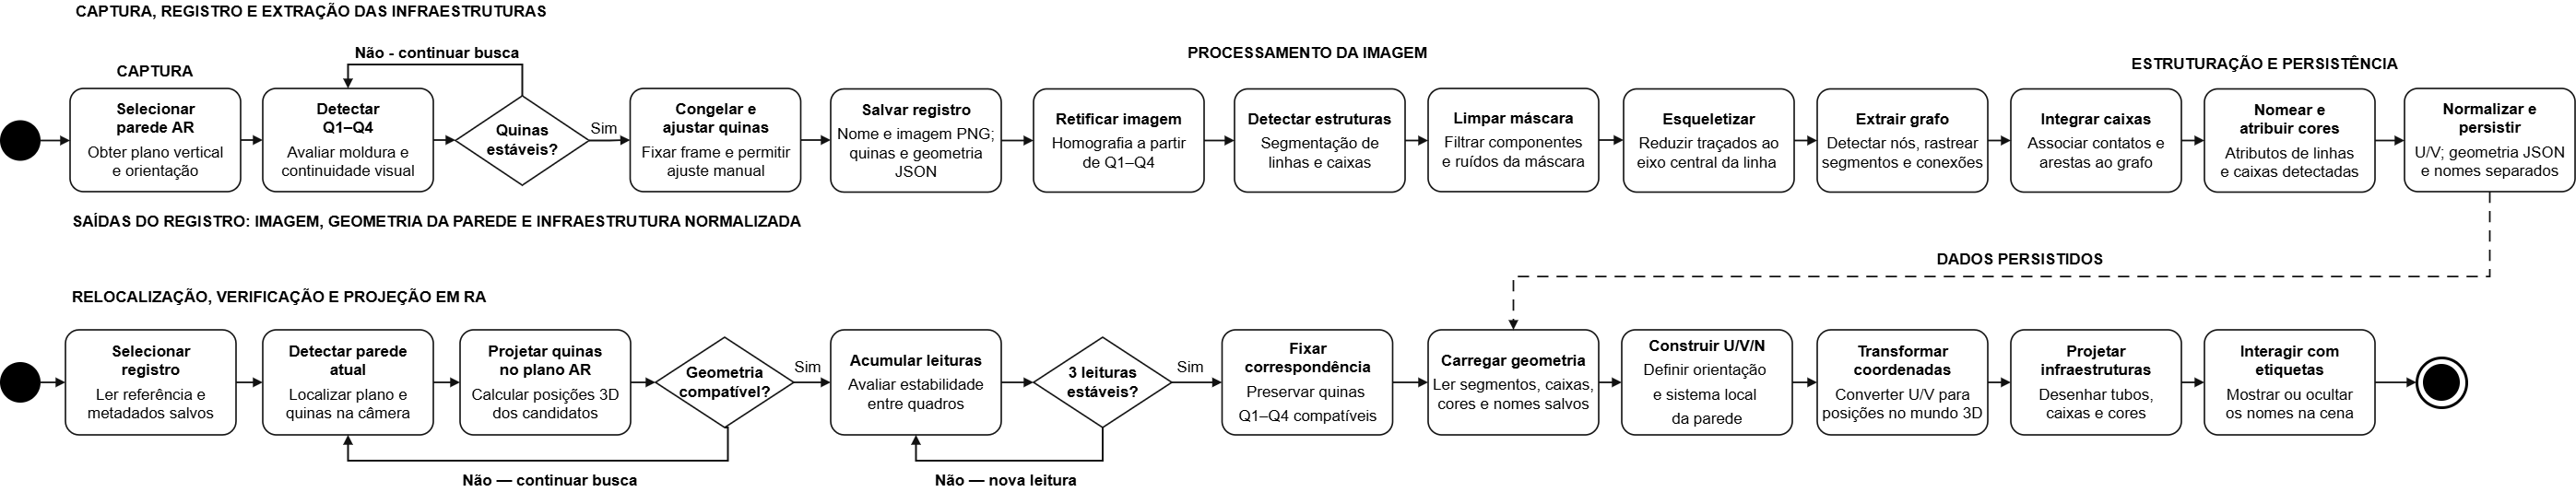 CAPTURA, REGISTRO E EXTRAÇÃO DAS INFRAESTRUTURAS
Não - continuar busca
PROCESSAMENTO DA IMAGEM
ESTRUTURAÇÃO E PERSISTÊNCIA
CAPTURA
Selecionar
parede AR
Obter plano vertical
e orientação
Detectar
Q1–Q4
Avaliar moldura e
continuidade visual
Quinas
estáveis?
Sim
Congelar e
ajustar quinas
Fixar frame e permitir
ajuste manual
Salvar registro
Nome e imagem PNG;
quinas e geometria
JSON
Retificar imagem
Homografia a partir
de Q1–Q4
Detectar estruturas
Segmentação de
linhas e caixas
Limpar máscara
Filtrar componentes
e ruídos da máscara
Esqueletizar
Reduzir traçados ao
eixo central da linha
Extrair grafo
Detectar nós, rastrear
segmentos e conexões
Integrar caixas
Associar contatos e
arestas ao grafo
Nomear e
atribuir cores
Atributos de linhas
e caixas detectadas
Normalizar e
persistir
U/V; geometria JSON
e nomes separados
SAÍDAS DO REGISTRO: IMAGEM, GEOMETRIA DA PAREDE E INFRAESTRUTURA NORMALIZADA
DADOS PERSISTIDOS
RELOCALIZAÇÃO, VERIFICAÇÃO E PROJEÇÃO EM RA
Selecionar
registro
Ler referência e
metadados salvos
Detectar parede
atual
Localizar plano e
quinas na câmera
Projetar quinas
no plano AR
Calcular posições 3D
dos candidatos
Geometria
compatível?
Sim
Acumular leituras
Avaliar estabilidade
entre quadros
3 leituras
estáveis?
Sim
Fixar
correspondência
Preservar quinas
Q1–Q4 compatíveis
Carregar geometria
Ler segmentos, caixas,
cores e nomes salvos
Construir U/V/N
Definir orientação
e sistema local
da parede
Transformar
coordenadas
Converter U/V para
posições no mundo 3D
Projetar
infraestruturas
Desenhar tubos,
caixas e cores
Interagir com
etiquetas
Mostrar ou ocultar
os nomes na cena
Não — continuar busca
Não — nova leitura